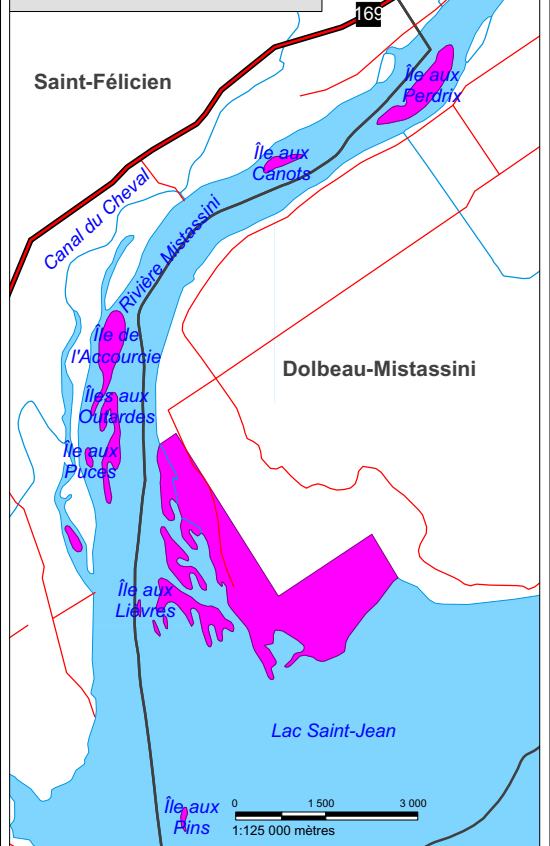 169
Saint-Félicien
Île aux
Perdrix
Île aux
Canots
Canal du Cheval
Rivière Mistassini
Île de
l'Accourcie
Dolbeau-Mistassini
Îles aux
Outardes
Île aux
Puces
Île aux
Lièvres
Lac Saint-Jean
Île aux
Pins
0 1 500 3 000
1:125 000 mètres